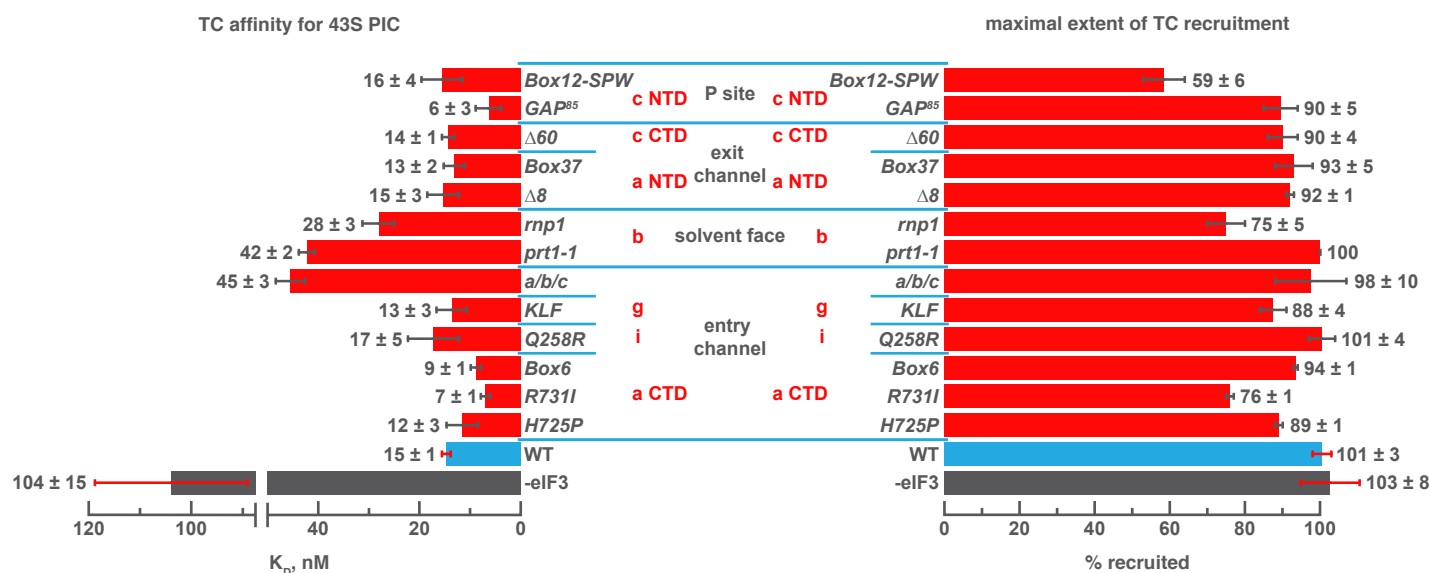 TC affinity for 43S PIC
maximal extent of TC recruitment
16 ± 4 Box12-SPW c NTD P site c NTD Box12-SPW 59 ± 6
6 ± 3 GAP⁸⁵ GAP⁸⁵ 90 ± 5
14 ± 1 Δ60 c CTD exit channel c CTD Δ60 90 ± 4
13 ± 2 Box37 a NTD a NTD Box37 93 ± 5
15 ± 3 Δ8 Δ8 92 ± 1
28 ± 3 rnp1 b solvent face b rnp1 75 ± 5
42 ± 2 prt1-1 prt1-1 100
45 ± 3 a/b/c a/b/c 98 ± 10
13 ± 3 KLF g entry channel g KLF 88 ± 4
17 ± 5 Q258R i i Q258R 101 ± 4
9 ± 1 Box6 Box6 94 ± 1
7 ± 1 R731I a CTD a CTD R731I 76 ± 1
12 ± 3 H725P H725P 89 ± 1
15 ± 1 WT WT 101 ± 3
104 ± 15 -eIF3 -eIF3 103 ± 8
120 100 40 20 0 0 20 40 60 80 100
K_D, nM % recruited